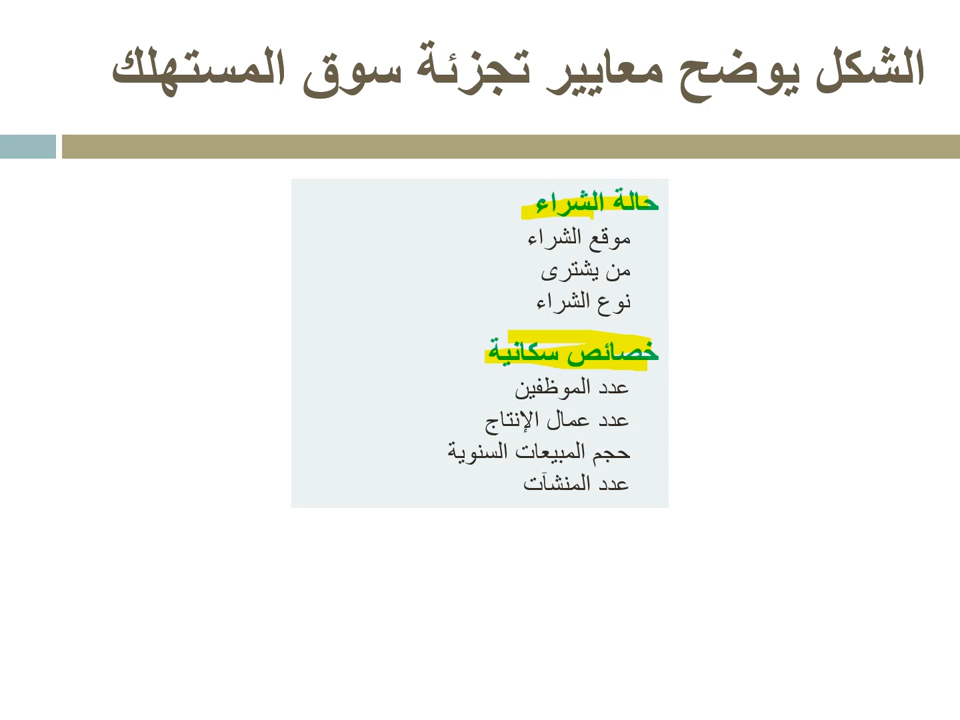 الشكل يوضح معايير تجزئة سوق المستهلك
حالة الشراء
موقع الشراء
من يشترى
نوع الشراء
خصائص سكانية
عدد الموظفين
عدد عمال الإنتاج
حجم المبيعات السنوية
عدد المنشآت